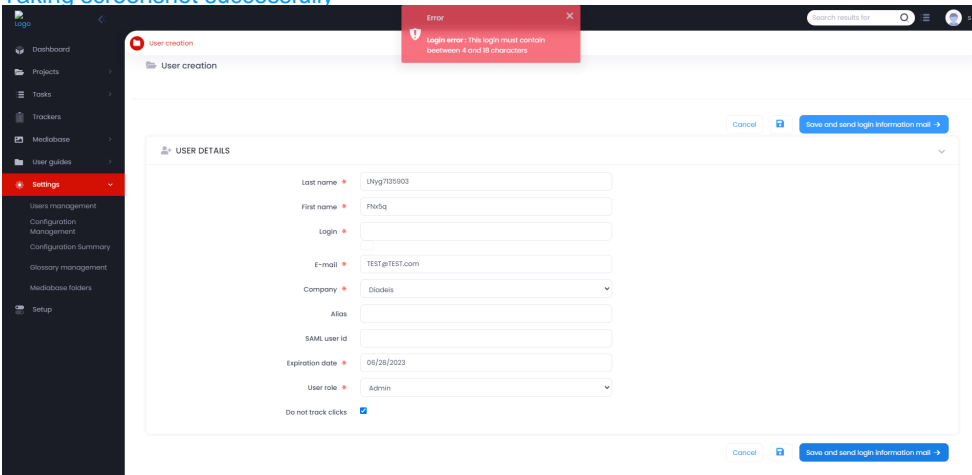 Taking screenshot successfully
Logo
Error
Login error : This login must contain
beetween 4 and 18 characters
Search results for
s
Dashboard
Projects
Tasks
Trackers
Mediabase
User guides
Settings
Users management
Configuration
Management
Configuration Summary
Glossary management
Mediabase folders
Setup
User creation
User creation
Cancel
Save and send login information mail →
USER DETAILS
Last name * LNyg7135903
First name * FNx5q
Login *
E-mail * TEST@TEST.com
Company * Diadeis
Alias
SAML user id
Expiration date * 06/28/2023
User role * Admin
Do not track clicks
Cancel
Save and send login information mail →